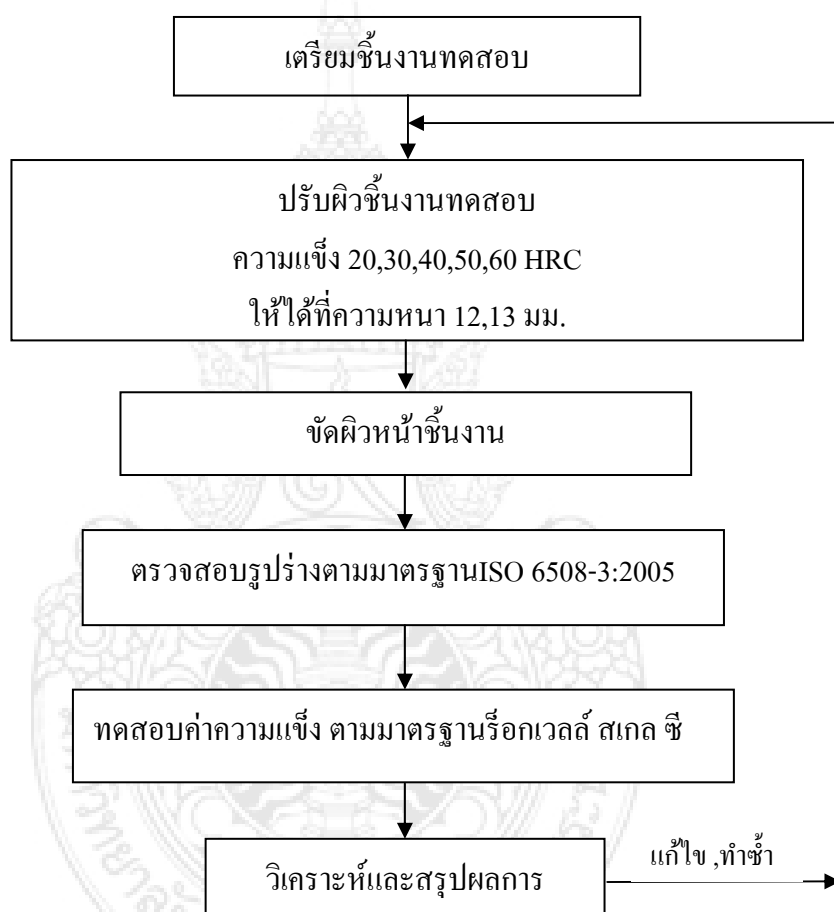 เตรียมชิ้นงานทดสอบ
ปรับผิวชิ้นงานทดสอบ
ความแข็ง 20,30,40,50,60 HRC
ให้ได้ที่ความหนา 12,13 มม.
ขัดผิวหน้าชิ้นงาน
ตรวจสอบรูปร่างตามมาตรฐานISO 6508-3:2005
ทดสอบค่าความแข็ง ตามมาตรฐานร็อกเวลล์ สเกล ซี
แก้ไข ,ทำซ้ำ
วิเคราะห์และสรุปผลการ